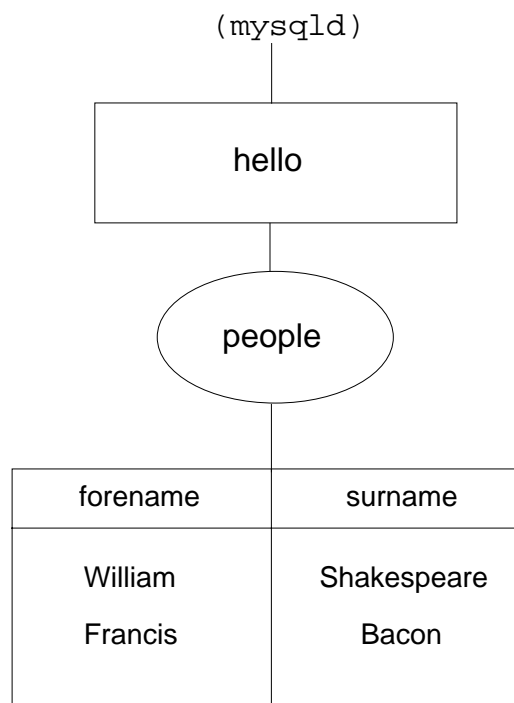 (mysqld)
hello
people
forename surname
William Shakespeare
Francis Bacon